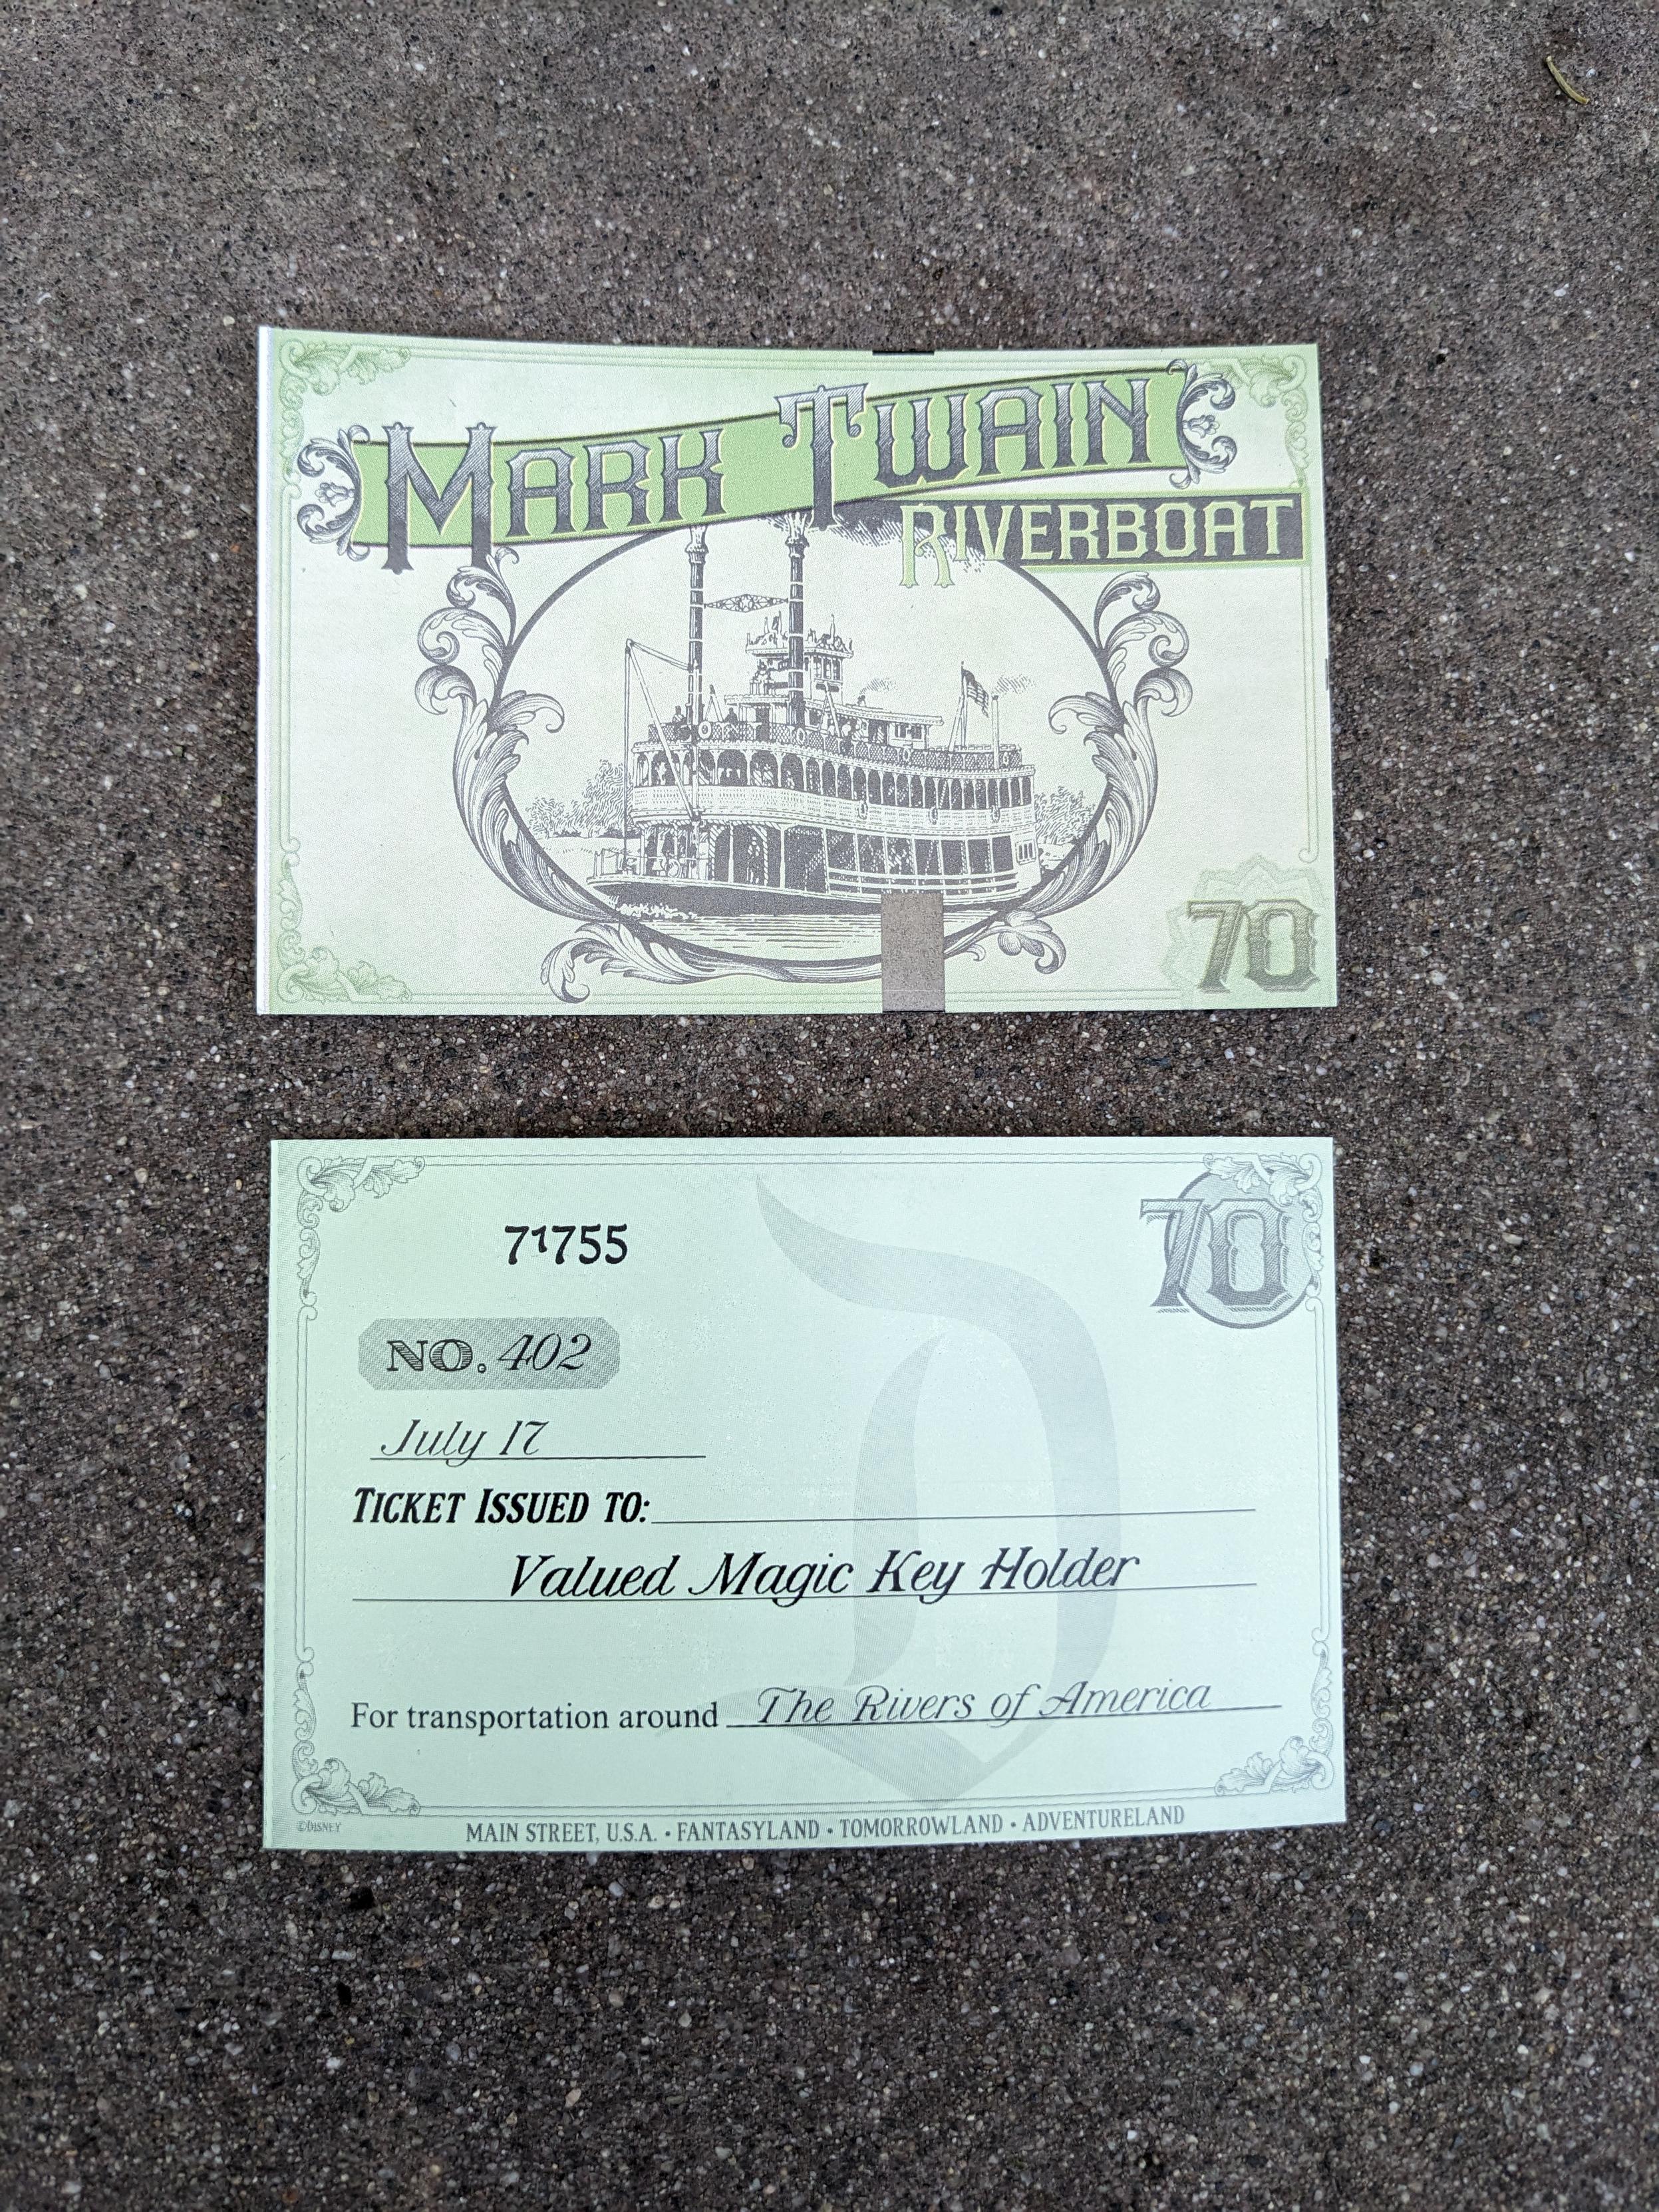 MARK TWAIN
RIVERBOAT
70
71755
70
NO. 402
July 17
TICKET ISSUED TO:
Valued Magic Key Holder
For transportation around The Rivers of America
©DISNEY
MAIN STREET, U.S.A. • FANTASYLAND • TOMORROWLAND • ADVENTURELAND